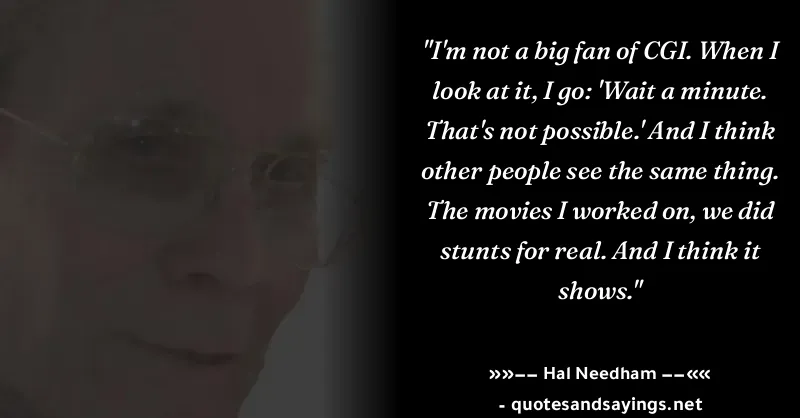 "I'm not a big fan of CGI. When I
look at it, I go: 'Wait a minute.
That's not possible.' And I think
other people see the same thing.
The movies I worked on, we did
stunts for real. And I think it
shows."
»»−− Hal Needham −−««
- quotesandsayings.net